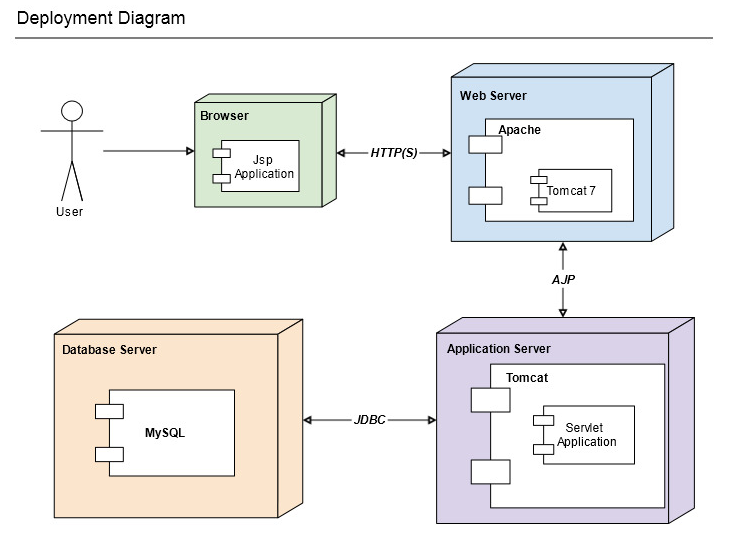 Deployment Diagram
Browser
Jsp
Application
User
HTTP(S)
Web Server
Apache
Tomcat 7
AJP
Database Server
MySQL
JDBC
Application Server
Tomcat
Servlet
Application